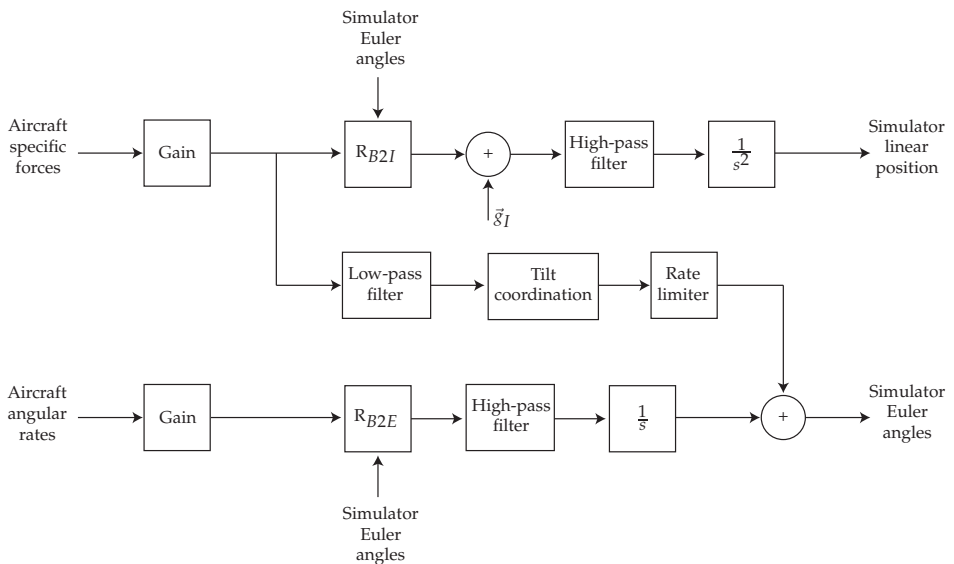 Simulator
Euler
angles
Aircraft
specific
forces
Gain
R_{B2I}
+
High-pass
filter
1
s^2
Simulator
linear
position
\vec{g}_I
Low-pass
filter
Tilt
coordination
Rate
limiter
Aircraft
angular
rates
Gain
R_{B2E}
High-pass
filter
1
s
+
Simulator
Euler
angles
Simulator
Euler
angles